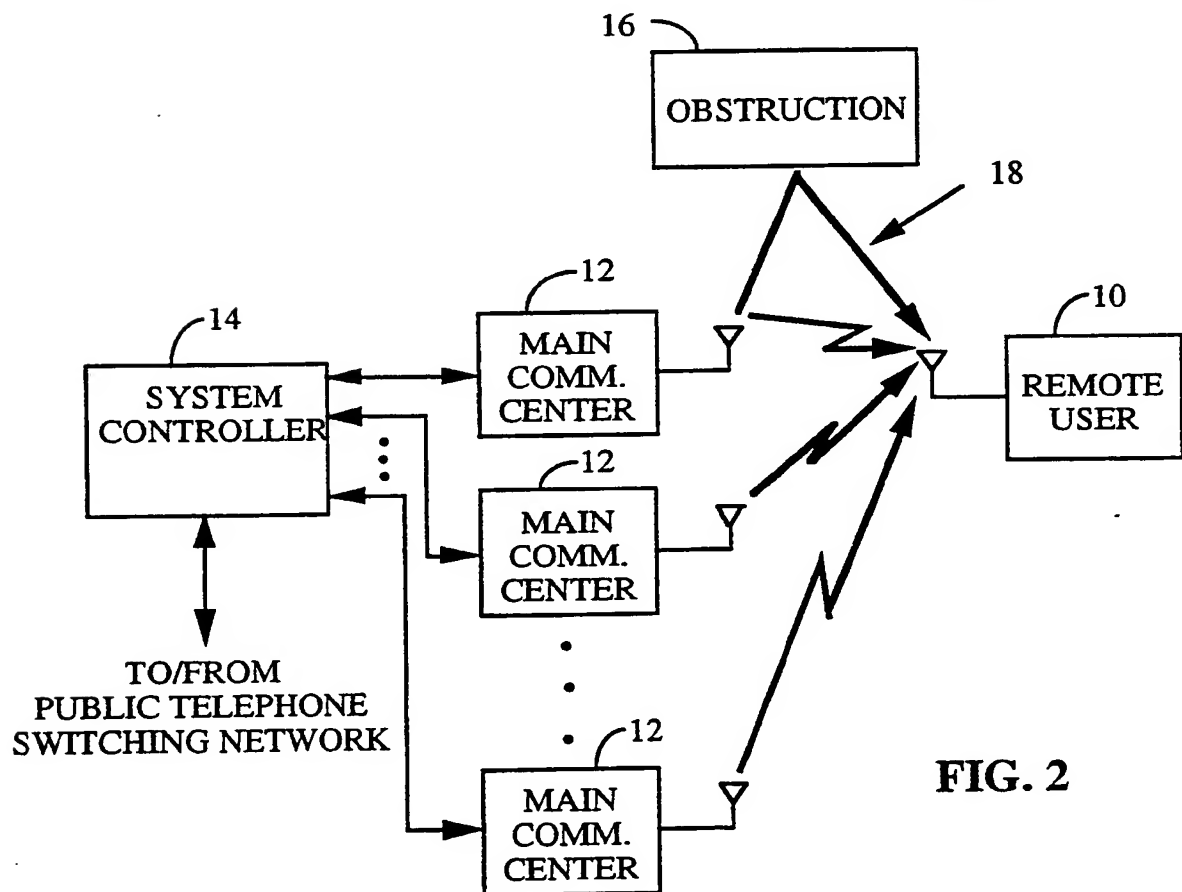 16
OBSTRUCTION
18
12
14
10
MAIN
COMM.
CENTER
SYSTEM
CONTROLLER
REMOTE
USER
12
MAIN
COMM.
CENTER
TO/FROM
PUBLIC TELEPHONE
SWITCHING NETWORK
12
MAIN
COMM.
CENTER
FIG. 2